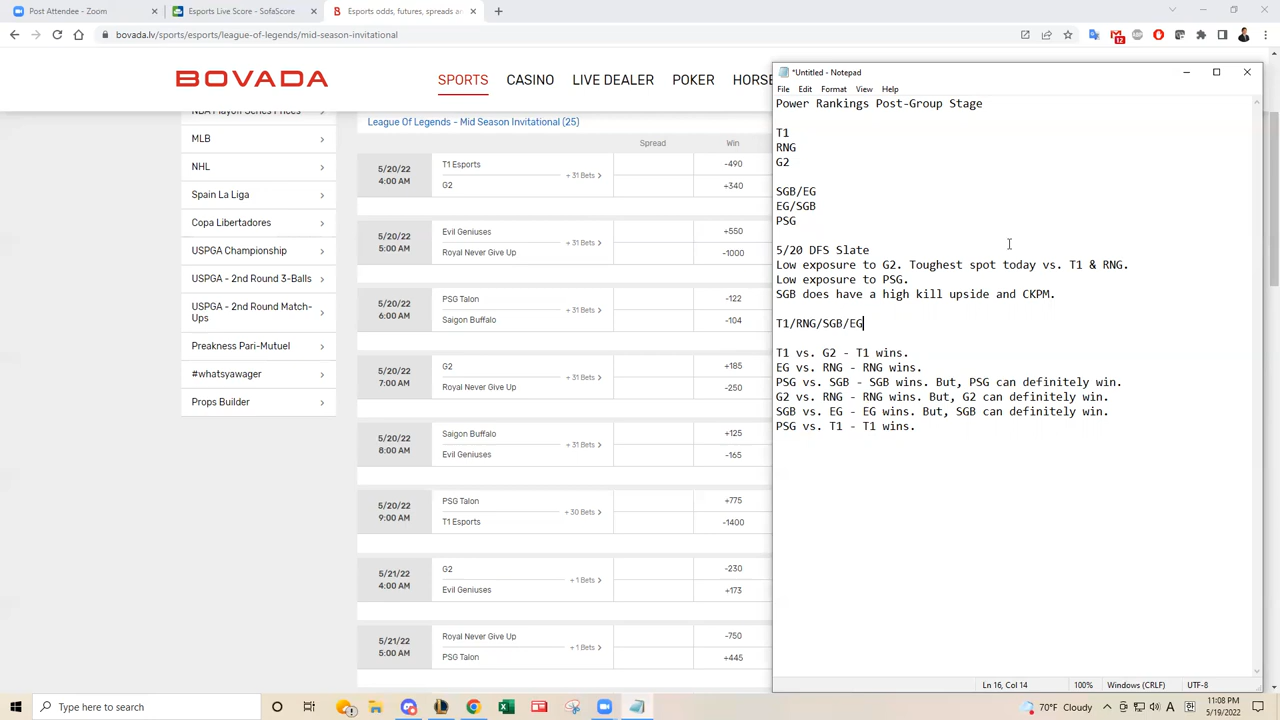 Post Attendee - Zoom
Esports Live Score - SofaScore
Esports odds, futures, spreads a
bovada.lv/sports/esports/league-of-legends/mid-season-invitational
BOVADA
SPORTS
CASINO
LIVE DEALER
POKER
HORSE
NBA Playoff Series Prices
MLB
NHL
Spain La Liga
Copa Libertadores
USPGA Championship
USPGA - 2nd Round 3-Balls
USPGA - 2nd Round Match-
Ups
Preakness Pari-Mutuel
#whatsyawager
Props Builder
League Of Legends - Mid Season Invitational (25)
Spread Win
5/20/22
4:00 AM
T1 Esports
G2
+ 31 Bets >
-490
+340
5/20/22
5:00 AM
Evil Geniuses
Royal Never Give Up
+ 31 Bets >
+550
-1000
5/20/22
6:00 AM
PSG Talon
Saigon Buffalo
+ 31 Bets >
-122
-104
5/20/22
7:00 AM
G2
Royal Never Give Up
+ 31 Bets >
+185
-250
5/20/22
8:00 AM
Saigon Buffalo
Evil Geniuses
+ 31 Bets >
+125
-165
5/20/22
9:00 AM
PSG Talon
T1 Esports
+ 30 Bets >
+775
-1400
5/21/22
4:00 AM
G2
Evil Geniuses
+ 1 Bets >
-230
+173
5/21/22
5:00 AM
Royal Never Give Up
PSG Talon
+ 1 Bets >
-750
+445
*Untitled - Notepad
File Edit Format View Help
Power Rankings Post-Group Stage
T1
RNG
G2
SGB/EG
EG/SGB
PSG
5/20 DFS Slate
Low exposure to G2. Toughest spot today vs. T1 & RNG.
Low exposure to PSG.
SGB does have a high kill upside and CKPM.
T1/RNG/SGB/EG
T1 vs. G2 - T1 wins.
EG vs. RNG - RNG wins.
PSG vs. SGB - SGB wins. But, PSG can definitely win.
G2 vs. RNG - RNG wins. But, G2 can definitely win.
SGB vs. EG - EG wins. But, SGB can definitely win.
PSG vs. T1 - T1 wins.
Ln 16, Col 14
100%
Windows (CRLF)
UTF-8
Type here to search
70°F Cloudy
11:08 PM
5/19/2022